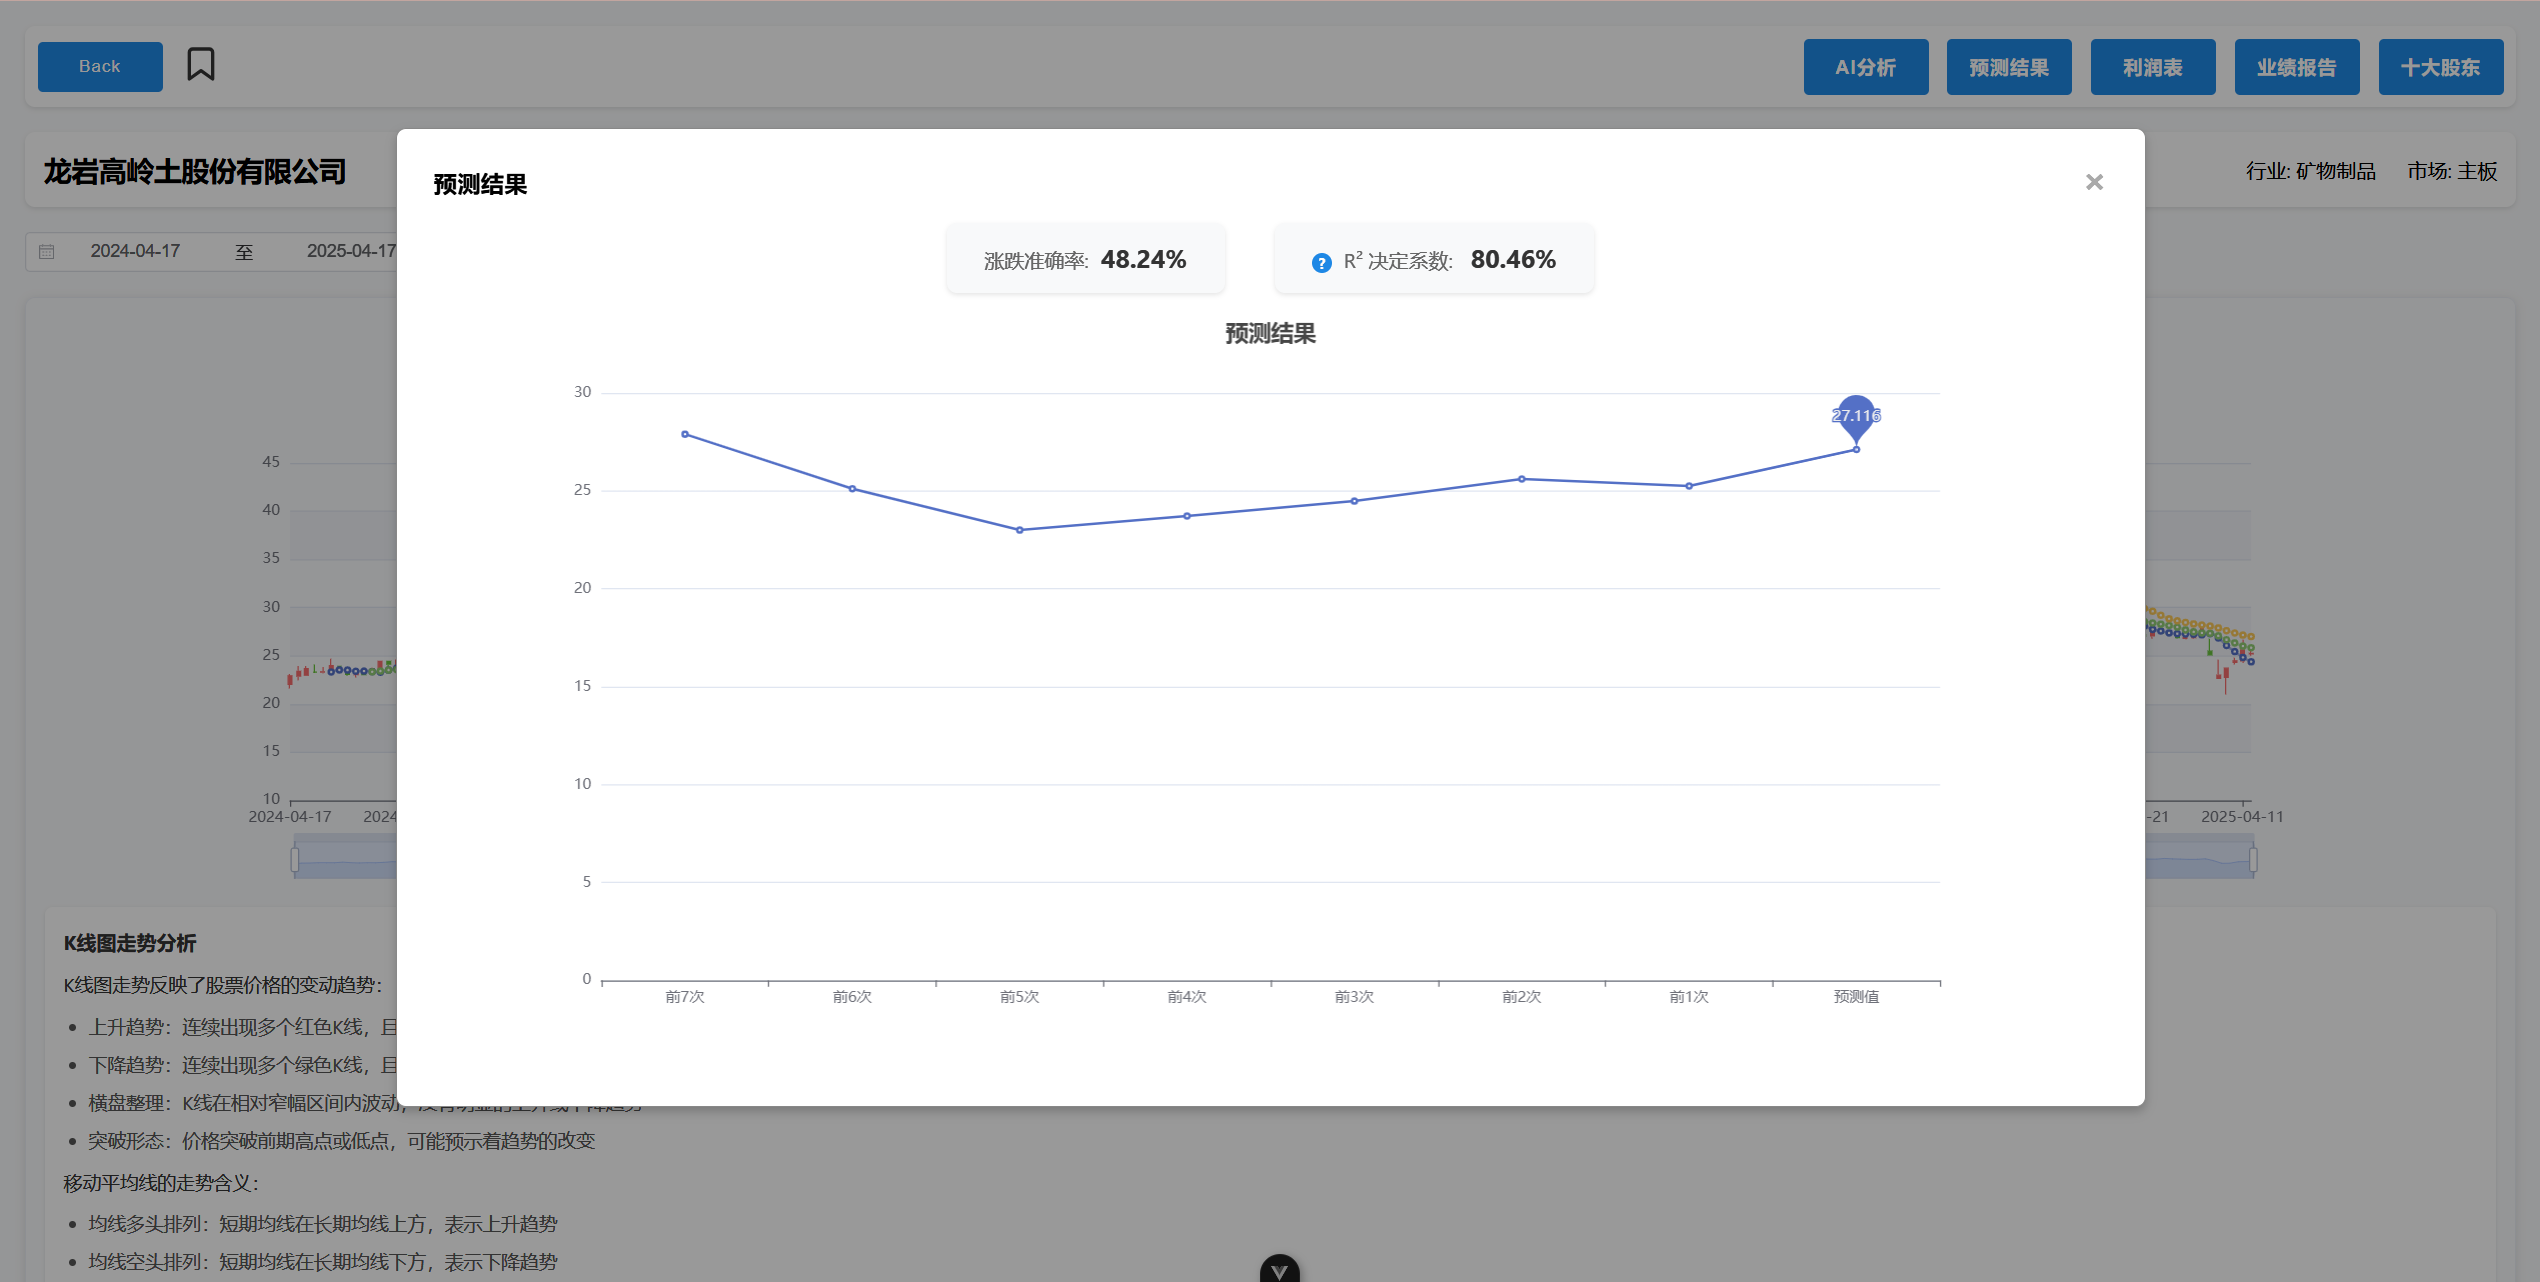 Back
AI分析
预测结果
利润表
业绩报告
十大股东
龙岩高岭土股份有限公司
行业: 矿物制品
市场: 主板
2024-04-17 至 2025-04-17
预测结果
×
涨跌准确率: 48.24%
? R² 决定系数: 80.46%
预测结果
30
25
20
15
10
5
0
27.116
前7次
前6次
前5次
前4次
前3次
前2次
前1次
预测值
45
40
35
30
25
20
15
10
2024-04-17
2024
-21
2025-04-11
K线图走势分析
K线图走势反映了股票价格的变动趋势：
上升趋势：连续出现多个红色K线，且
下降趋势：连续出现多个绿色K线，且
横盘整理：K线在相对窄幅区间内波动，
突破形态：价格突破前期高点或低点，可能预示着趋势的改变
移动平均线的走势含义：
均线多头排列：短期均线在长期均线上方，表示上升趋势
均线空头排列：短期均线在长期均线下方，表示下降趋势